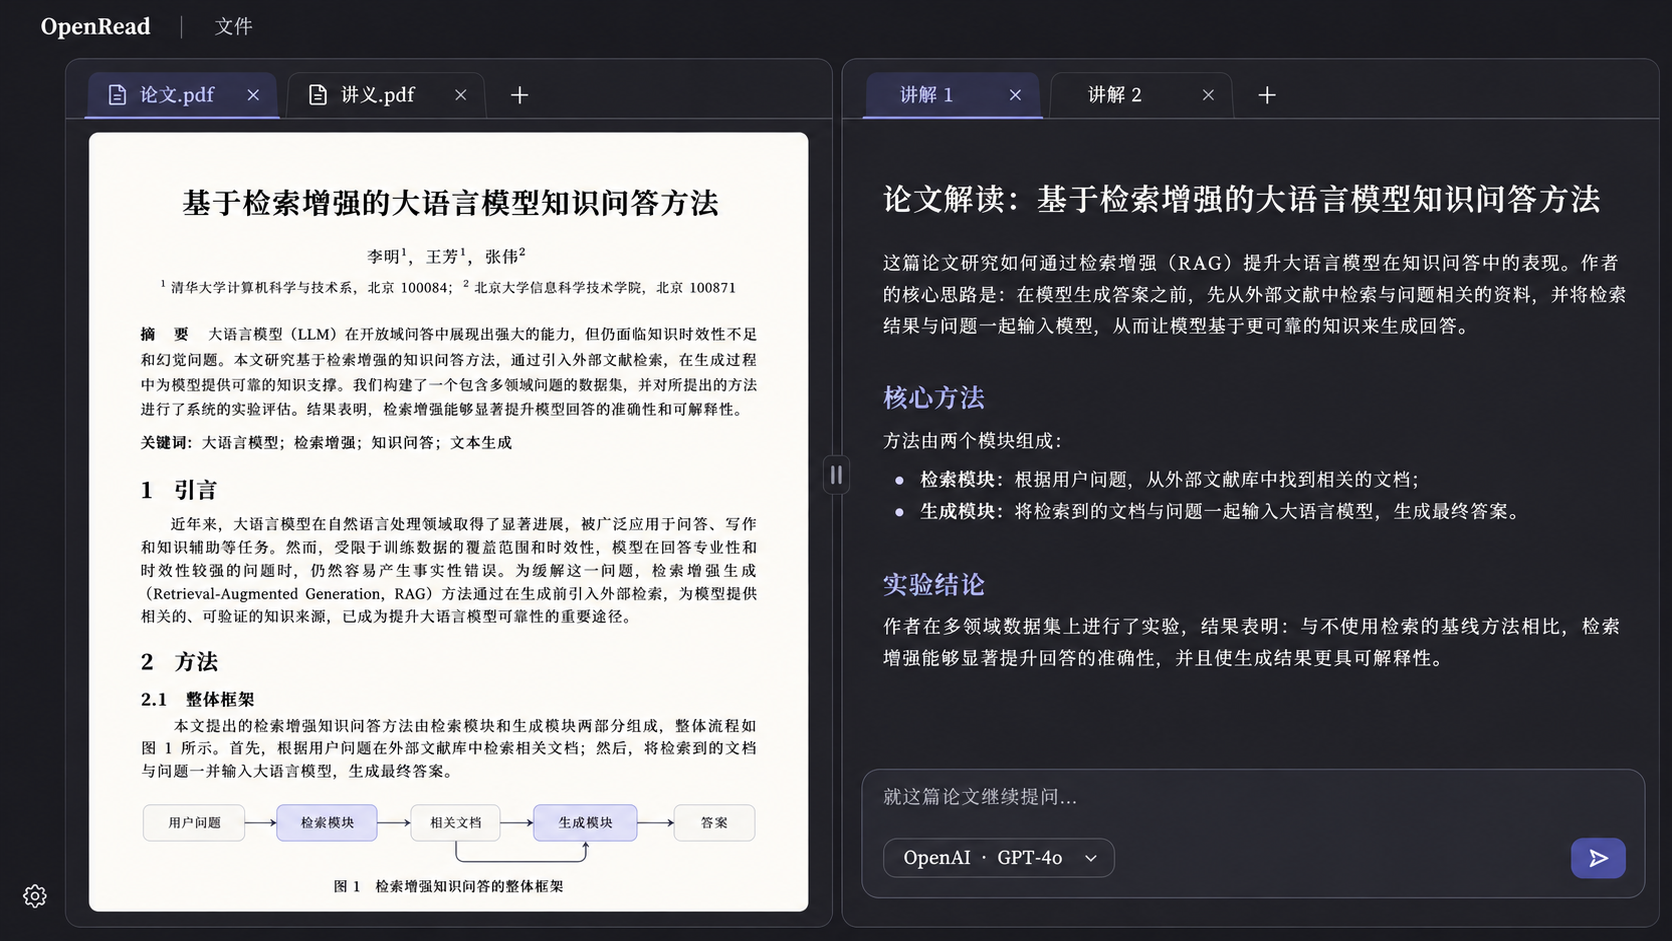 OpenRead | 文件
论文.pdf × 讲义.pdf × +
基于检索增强的大语言模型知识问答方法
李明¹，王芳¹，张伟²
¹ 清华大学计算机科学与技术系，北京 100084；² 北京大学信息科学技术学院，北京 100871
摘 要 大语言模型（LLM）在开放域问答中展现出强大的能力，但仍面临知识时效性不足
和幻觉问题。本文研究基于检索增强的知识问答方法，通过引入外部文献检索，在生成过程
中为模型提供可靠的知识支撑。我们构建了一个包含多领域问题的数据集，并对所提出的方法
进行了系统的实验评估。结果表明，检索增强能够显著提升模型回答的准确性和可解释性。
关键词：大语言模型；检索增强；知识问答；文本生成
1 引言
近年来，大语言模型在自然语言处理领域取得了显著进展，被广泛应用于问答、写作
和知识辅助等任务。然而，受限于训练数据的覆盖范围和时效性，模型在回答专业性和
时效性较强的问题时，仍然容易产生事实性错误。为缓解这一问题，检索增强生成
（Retrieval-Augmented Generation，RAG）方法通过在生成前引入外部检索，为模型提供
相关的、可验证的知识来源，已成为提升大语言模型可靠性的重要途径。
2 方法
2.1 整体框架
本文提出的检索增强知识问答方法由检索模块和生成模块两部分组成，整体流程如
图 1 所示。首先，根据用户问题在外部文献库中检索相关文档；然后，将检索到的文档
与问题一并输入大语言模型，生成最终答案。
用户问题 检索模块 相关文档 生成模块 答案
图 1 检索增强知识问答的整体框架
讲解 1 × 讲解 2 × +
论文解读：基于检索增强的大语言模型知识问答方法
这篇论文研究如何通过检索增强（RAG）提升大语言模型在知识问答中的表现。作者
的核心思路是：在模型生成答案之前，先从外部文献中检索与问题相关的资料，并将检索
结果与问题一起输入模型，从而让模型基于更可靠的知识来生成回答。
核心方法
方法由两个模块组成：
• 检索模块：根据用户问题，从外部文献库中找到相关的文档；
• 生成模块：将检索到的文档与问题一起输入大语言模型，生成最终答案。
实验结论
作者在多领域数据集上进行了实验，结果表明：与不使用检索的基线方法相比，检索
增强能够显著提升回答的准确性，并且使生成结果更具可解释性。
就这篇论文继续提问...
OpenAI · GPT-4o